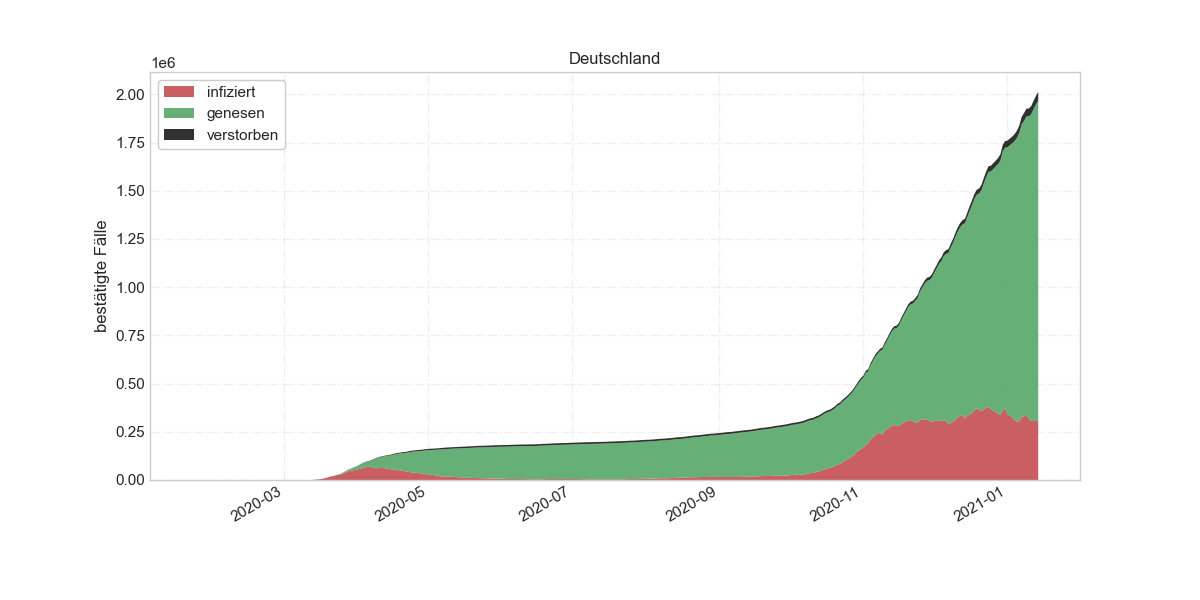 Deutschland
1e6
infiziert
genesen
verstorben
bestätigte Fälle
2.00
1.75
1.50
1.25
1.00
0.75
0.50
0.25
0.00
2020-03
2020-05
2020-07
2020-09
2020-11
2021-01